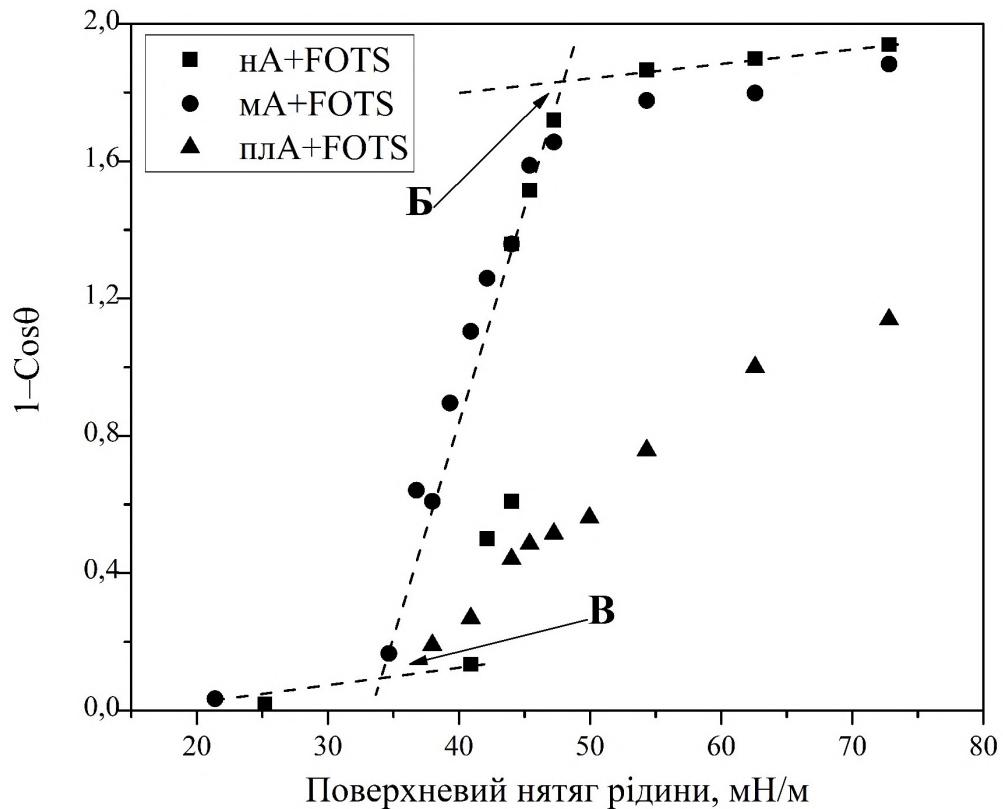 2,0
1,6
1,2
0,8
0,4
0,0
1–Cosθ
нА+FOTS
мА+FOTS
плА+FOTS
Б
В
20 30 40 50 60 70 80
Поверхневий нятяг рідини, мН/м